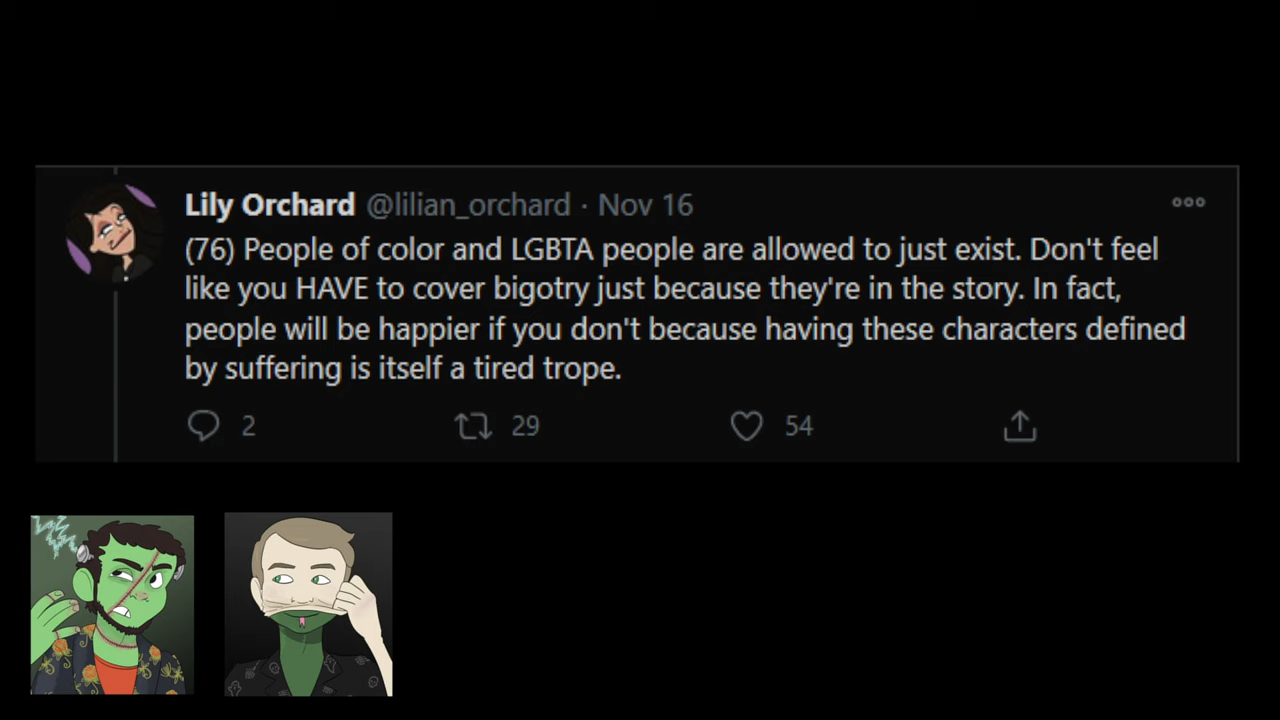 Lily Orchard @lilian_orchard · Nov 16
(76) People of color and LGBTA people are allowed to just exist. Don't feel
like you HAVE to cover bigotry just because they're in the story. In fact,
people will be happier if you don't because having these characters defined
by suffering is itself a tired trope.
2 29 54